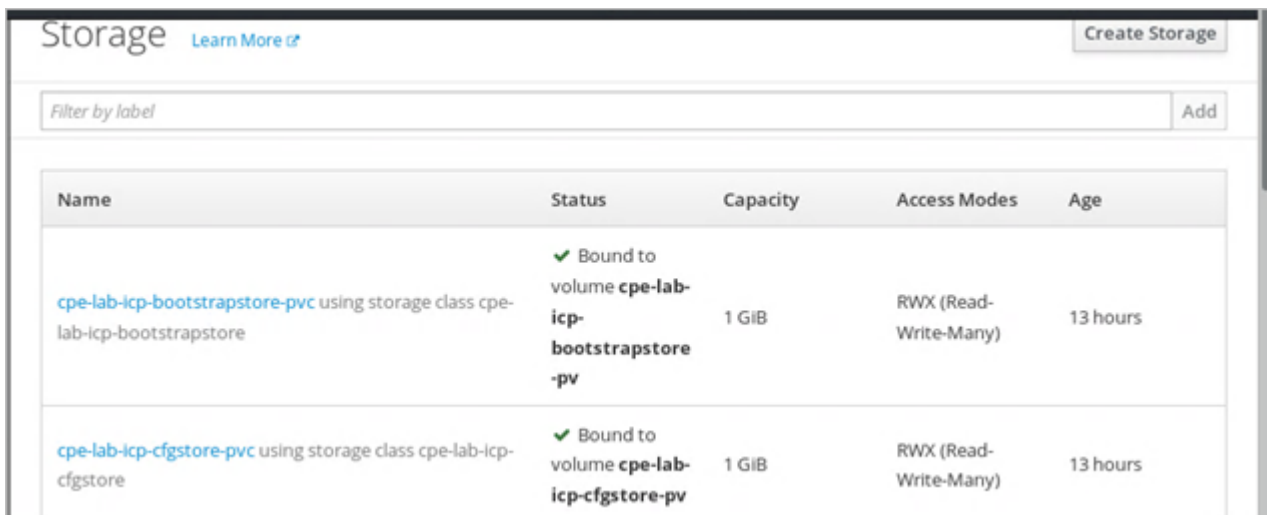 Storage Learn More Create Storage
Filter by label Add
Name Status Capacity Access Modes Age
cpe-lab-icp-bootstrapstore-pvc using storage class cpe-
lab-icp-bootstrapstore
Bound to
volume cpe-lab-
icp-
bootstrapstore
-pv
1 GiB
RWX (Read-
Write-Many)
13 hours
cpe-lab-icp-cfgstore-pvc using storage class cpe-lab-icp-
cfgstore
Bound to
volume cpe-lab-
icp-cfgstore-pv
1 GiB
RWX (Read-
Write-Many)
13 hours